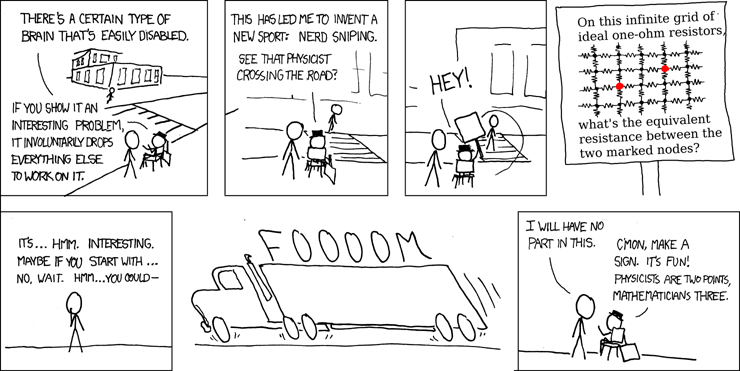 THERE'S A CERTAIN TYPE OF
BRAIN THAT'S EASILY DISABLED.
IF YOU SHOW IT AN
INTERESTING PROBLEM,
IT INVOLUNTARILY DROPS
EVERYTHING ELSE
TO WORK ON IT.
THIS HAS LED ME TO INVENT A
NEW SPORT: NERD SNIPING.
SEE THAT PHYSICIST
CROSSING THE ROAD?
HEY!
On this infinite grid of
ideal one-ohm resistors,
what's the equivalent
resistance between the
two marked nodes?
IT'S... HMM. INTERESTING.
MAYBE IF YOU START WITH ...
NO, WAIT. HMM...YOU COULD—
FOOOOM
I WILL HAVE NO
PART IN THIS.
C'MON, MAKE A
SIGN. IT'S FUN!
PHYSICISTS ARE TWO POINTS,
MATHEMATICIANS THREE.